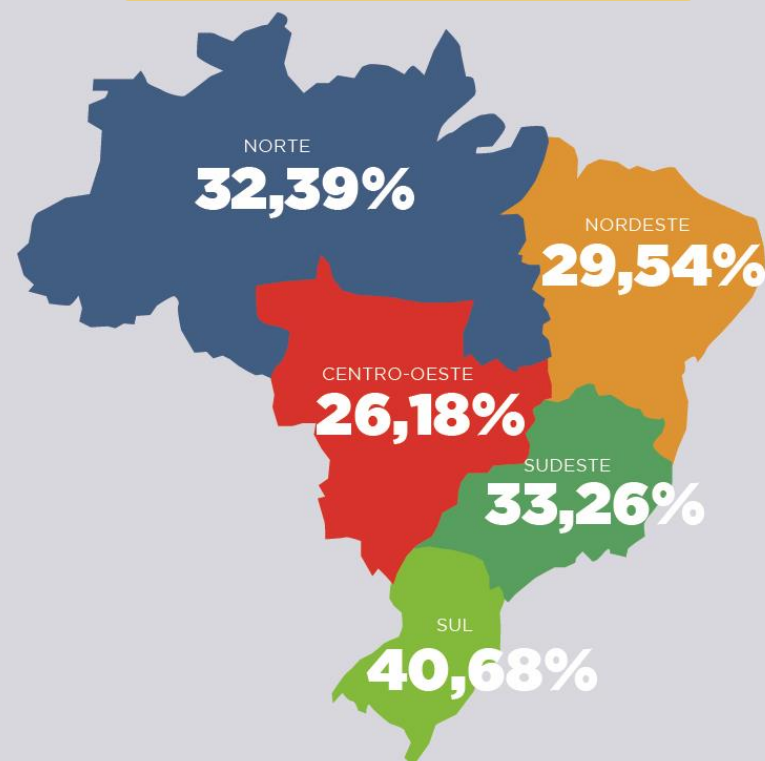 NORTE
32,39%
NORDESTE
29,54%
CENTRO-OESTE
26,18%
SUDESTE
33,26%
SUL
40,68%